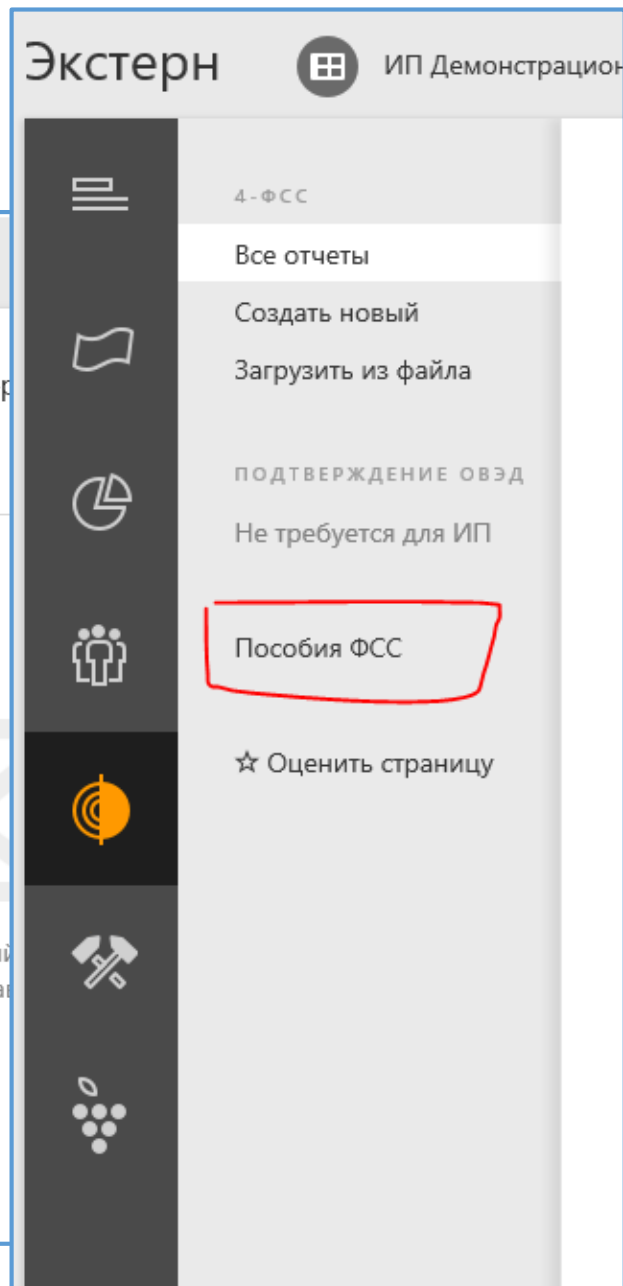 Экстерн ИП Демонстрацион
4-ФСС
Все отчеты
Создать новый
Загрузить из файла
ПОДТВЕРЖДЕНИЕ ОВЭД
Не требуется для ИП
Пособия ФСС
☆ Оценить страницу